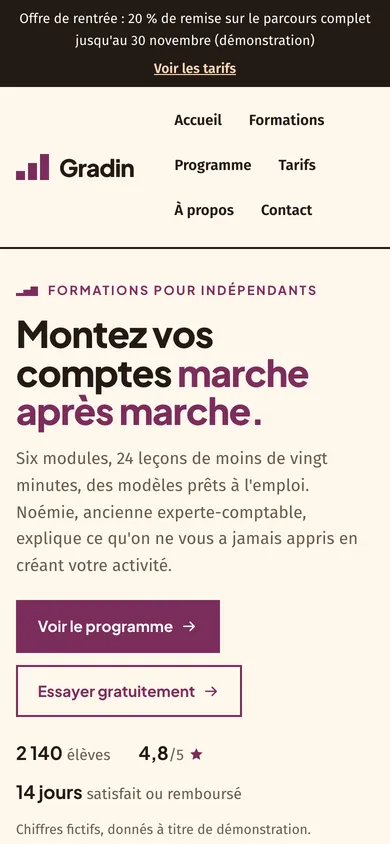 Offre de rentrée : 20 % de remise sur le parcours complet
jusqu'au 30 novembre (démonstration)
Voir les tarifs
Gradin
Accueil Formations
Programme Tarifs
À propos Contact
FORMATIONS POUR INDÉPENDANTS
Montez vos
comptes marche
après marche.
Six modules, 24 leçons de moins de vingt
minutes, des modèles prêts à l'emploi.
Noémie, ancienne experte-comptable,
explique ce qu'on ne vous a jamais appris en
créant votre activité.
Voir le programme →
Essayer gratuitement →
2 140 élèves 4,8/5 ★
14 jours satisfait ou remboursé
Chiffres fictifs, donnés à titre de démonstration.